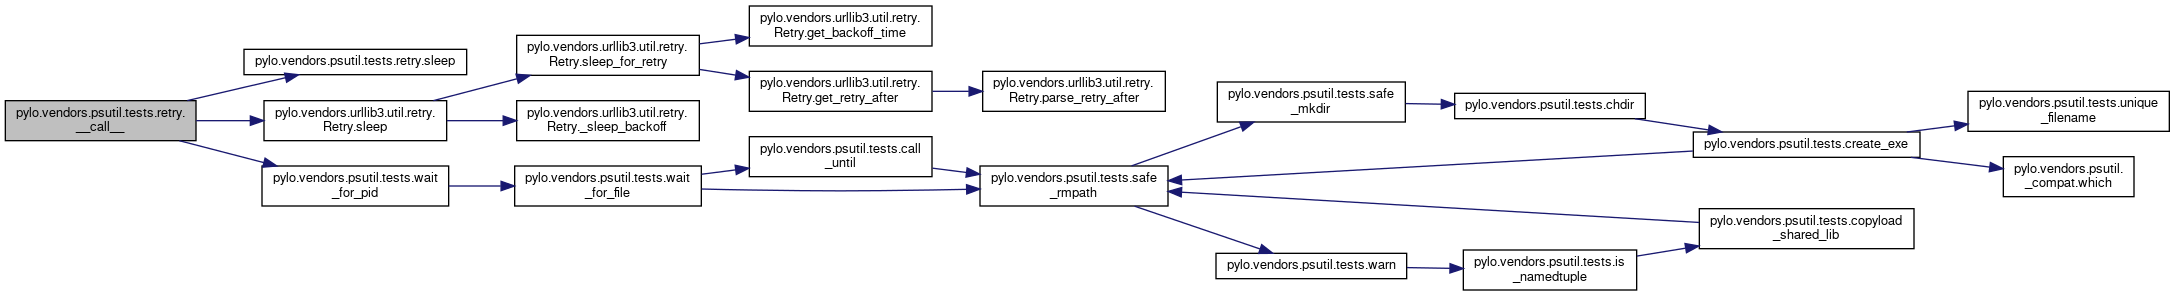 pylo.vendors.psutil.tests.retry.
__call__
pylo.vendors.psutil.tests.retry.sleep
pylo.vendors.urllib3.util.retry.
Retry.sleep
pylo.vendors.psutil.tests.wait
_for_pid
pylo.vendors.urllib3.util.retry.
Retry.sleep_for_retry
pylo.vendors.urllib3.util.retry.
Retry._sleep_backoff
pylo.vendors.psutil.tests.wait
_for_file
pylo.vendors.urllib3.util.retry.
Retry.get_backoff_time
pylo.vendors.urllib3.util.retry.
Retry.get_retry_after
pylo.vendors.psutil.tests.call
_until
pylo.vendors.urllib3.util.retry.
Retry.parse_retry_after
pylo.vendors.psutil.tests.safe
_rmpath
pylo.vendors.psutil.tests.safe
_mkdir
pylo.vendors.psutil.tests.warn
pylo.vendors.psutil.tests.chdir
pylo.vendors.psutil.tests.is
_namedtuple
pylo.vendors.psutil.tests.create_exe
pylo.vendors.psutil.tests.copyload
_shared_lib
pylo.vendors.psutil.tests.unique
_filename
pylo.vendors.psutil.
_compat.which